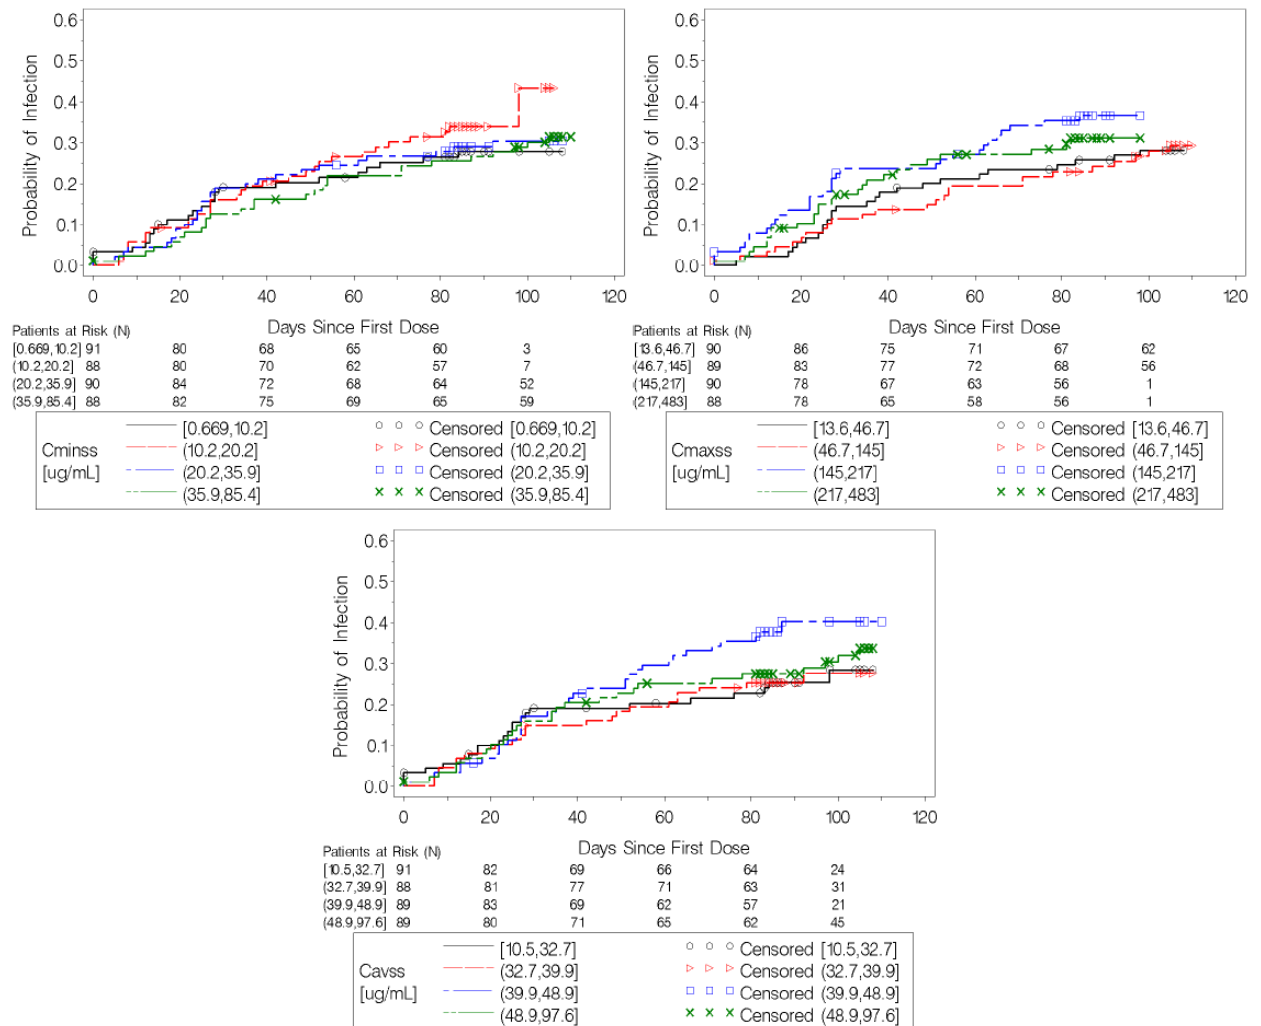 0.6
0.5
0.4
0.3
0.2
0.1
0.0
Probability of Infection
0 20 40 60 80 100 120
Days Since First Dose
Patients at Risk (N)
[0.669,10.2] 91 80 68 65 60 3
(10.2,20.2] 88 80 70 62 57 7
(20.2,35.9] 90 84 72 68 64 52
(35.9,85.4] 88 82 75 69 65 59
Cminss
[ug/mL]
[0.669,10.2] Censored [0.669,10.2]
(10.2,20.2] Censored (10.2,20.2]
(20.2,35.9] Censored (20.2,35.9]
(35.9,85.4] Censored (35.9,85.4]
0.6
0.5
0.4
0.3
0.2
0.1
0.0
Probability of Infection
0 20 40 60 80 100 120
Days Since First Dose
Patients at Risk (N)
[13.6,46.7] 90 86 75 71 67 62
(46.7,145] 89 83 77 72 68 56
(145,217] 90 78 67 63 56 1
(217,483] 88 78 65 58 56 1
Cmaxss
[ug/mL]
[13.6,46.7] Censored [13.6,46.7]
(46.7,145] Censored (46.7,145]
(145,217] Censored (145,217]
(217,483] Censored (217,483]
0.6
0.5
0.4
0.3
0.2
0.1
0.0
Probability of Infection
0 20 40 60 80 100 120
Days Since First Dose
Patients at Risk (N)
[10.5,32.7] 91 82 69 66 64 24
(32.7,39.9] 88 81 77 71 63 31
(39.9,48.9] 89 83 69 62 57 21
(48.9,97.6] 89 80 71 65 62 45
Cavss
[ug/mL]
[10.5,32.7] Censored [10.5,32.7]
(32.7,39.9] Censored (32.7,39.9]
(39.9,48.9] Censored (39.9,48.9]
(48.9,97.6] Censored (48.9,97.6]